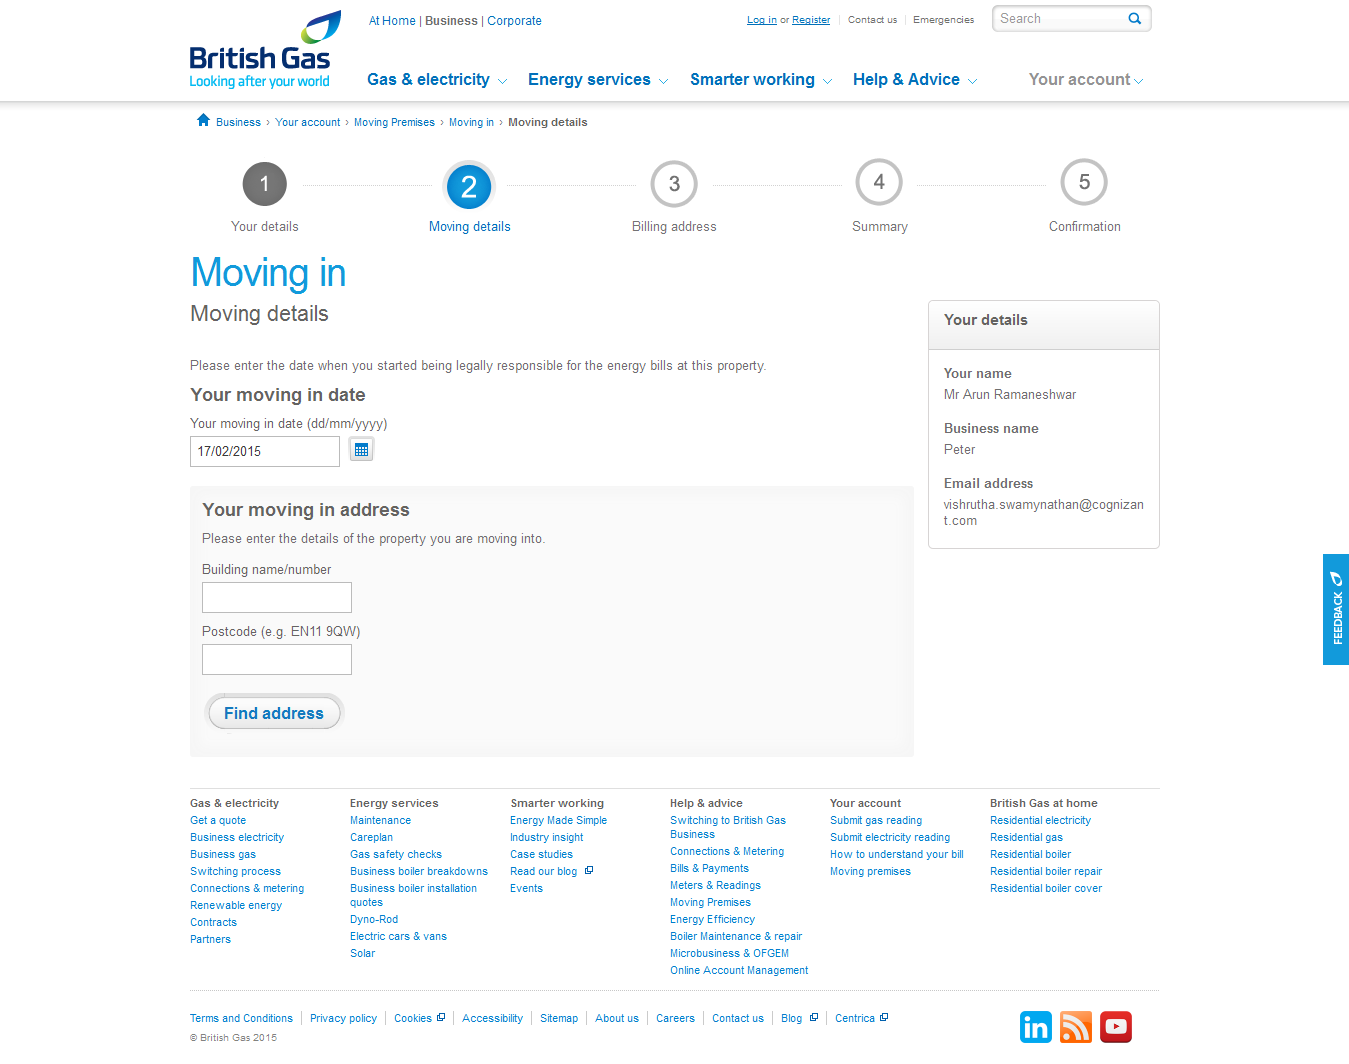 At Home | Business | Corporate
Log in or Register
Contact us
Emergencies
Search
British Gas
Looking after your world
Gas & electricity
Energy services
Smarter working
Help & Advice
Your account
Business › Your account › Moving Premises › Moving in › Moving details
1
2
3
4
5
Your details
Moving details
Billing address
Summary
Confirmation
Moving in
Moving details
Please enter the date when you started being legally responsible for the energy bills at this property.
Your moving in date
Your moving in date (dd/mm/yyyy)
17/02/2015
Your moving in address
Please enter the details of the property you are moving into.
Building name/number
Postcode (e.g. EN11 9QW)
Find address
Your details
Your name
Mr Arun Ramaneshwar
Business name
Peter
Email address
vishrutha.swamynathan@cognizan
t.com
FEEDBACK
Gas & electricity
Get a quote
Business electricity
Business gas
Switching process
Connections & metering
Renewable energy
Contracts
Partners
Energy services
Maintenance
Careplan
Gas safety checks
Business boiler breakdowns
Business boiler installation
quotes
Dyno-Rod
Electric cars & vans
Solar
Smarter working
Energy Made Simple
Industry insight
Case studies
Read our blog
Events
Help & advice
Switching to British Gas
Business
Connections & Metering
Bills & Payments
Meters & Readings
Moving Premises
Energy Efficiency
Boiler Maintenance & repair
Microbusiness & OFGEM
Online Account Management
Your account
Submit gas reading
Submit electricity reading
How to understand your bill
Moving premises
British Gas at home
Residential electricity
Residential gas
Residential boiler
Residential boiler repair
Residential boiler cover
Terms and Conditions
Privacy policy
Cookies
Accessibility
Sitemap
About us
Careers
Contact us
Blog
Centrica
© British Gas 2015
in